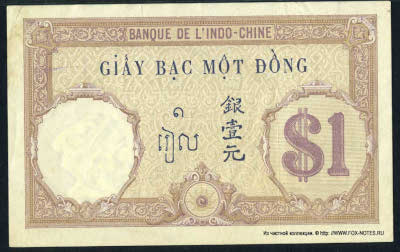 BANQUE DE L'INDO-CHINE
GIẤY BẠC MỘT ĐỒNG
១
រៀល
銀壹元
$1
Из частной коллекции. © http://WWW.FOX-NOTES.RU